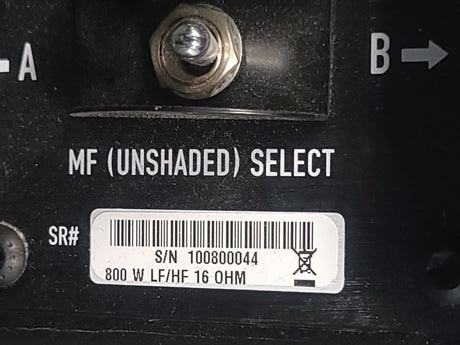 ← A
B →
MF (UNSHADED) SELECT
SR#
S/N 100800044
800 W LF/HF 16 OHM